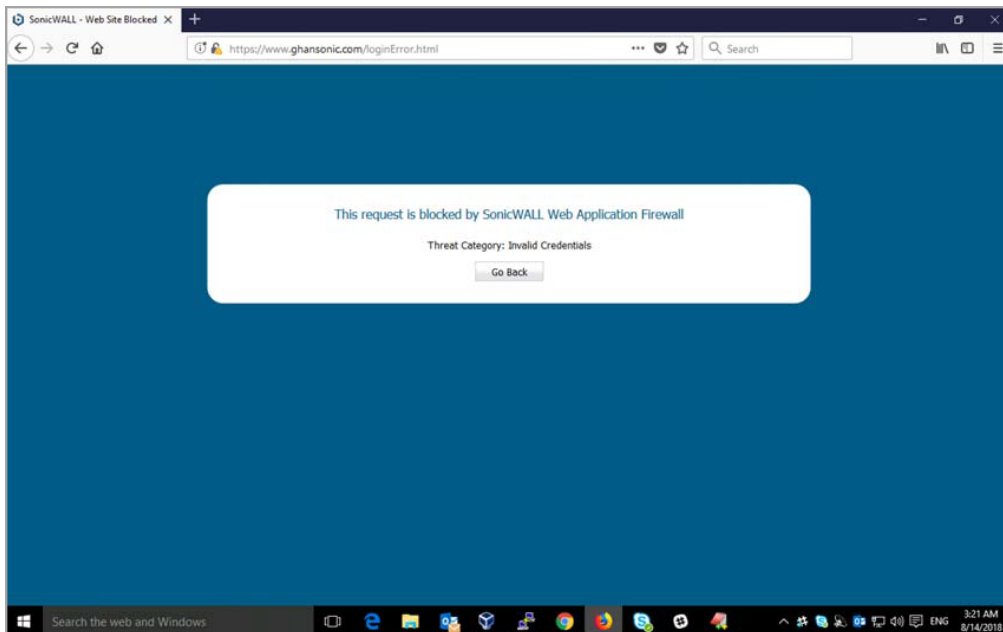 SonicWALL - Web Site Blocked
https://www.ghansonic.com/loginError.html
Search
This request is blocked by SonicWALL Web Application Firewall
Threat Category: Invalid Credentials
Go Back
Search the web and Windows
ENG
3:21 AM
8/14/2018